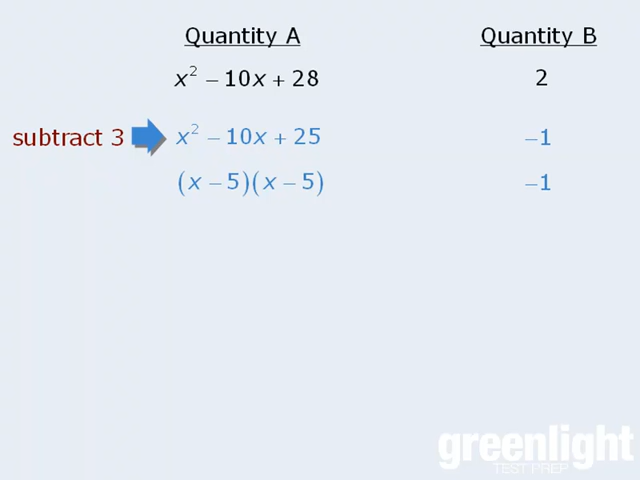 Quantity A Quantity B
x² − 10x + 28 2
subtract 3 x² − 10x + 25 −1
(x − 5)(x − 5) −1
greenlight
TEST PREP